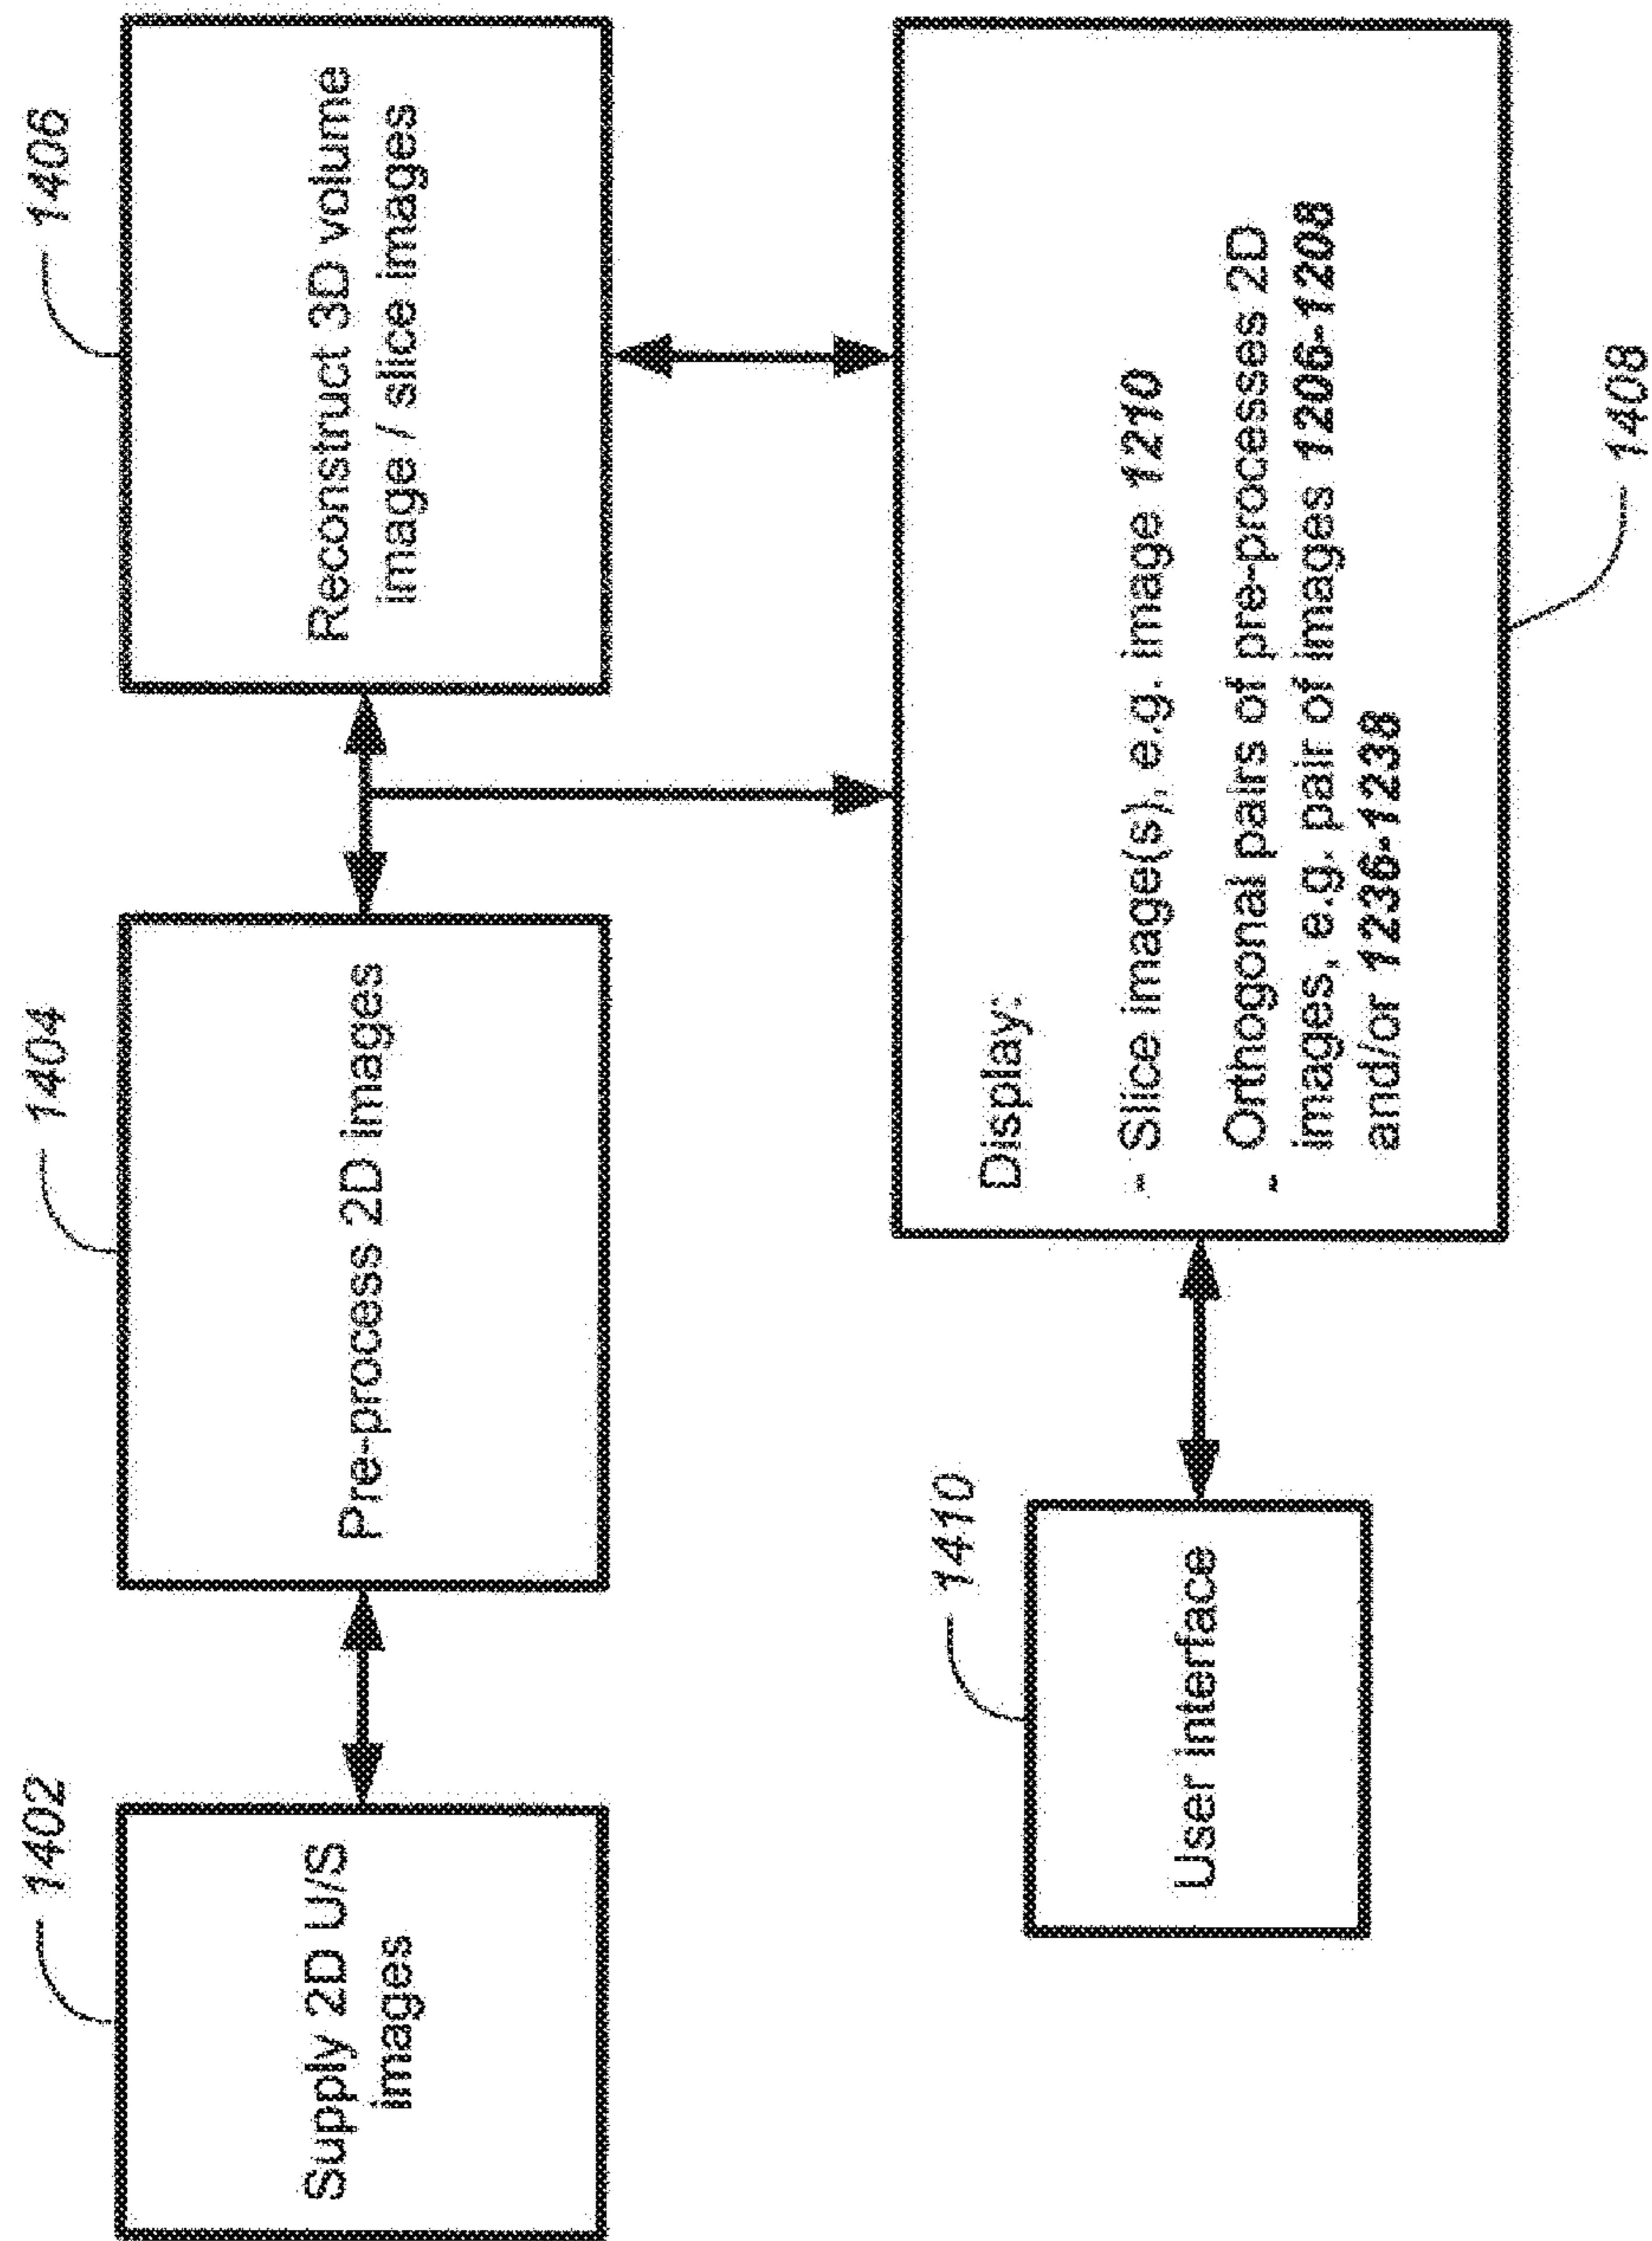 1402
Supply 2D U/S
images
1404
Pre-process 2D images
1406
Reconstruct 3D volume
image / slice images
1410
User interface
Display:
- Slice image(s), e.g. image 1210
- Orthogonal pairs of pre-processes 2D
images, e.g. pair of images 1206-1208
and/or 1236-1238
1408